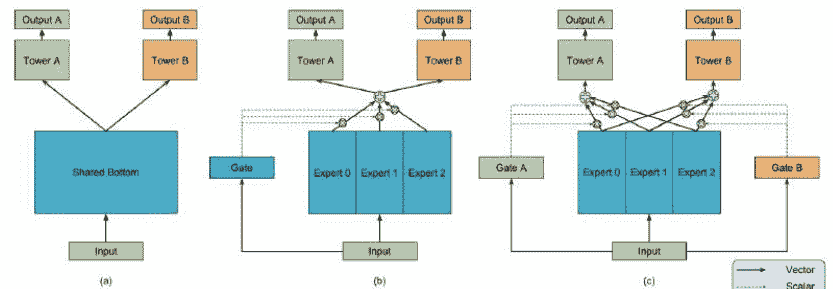 Output A
Output B
Tower A
Tower B
Shared Bottom
Input
(a)
Output A
Output B
Tower A
Tower B
Gate
Expert 0
Expert 1
Expert 2
Input
(b)
Output A
Output B
Tower A
Tower B
Gate A
Expert 0
Expert 1
Expert 2
Gate B
Input
(c)
Vector
Scalar